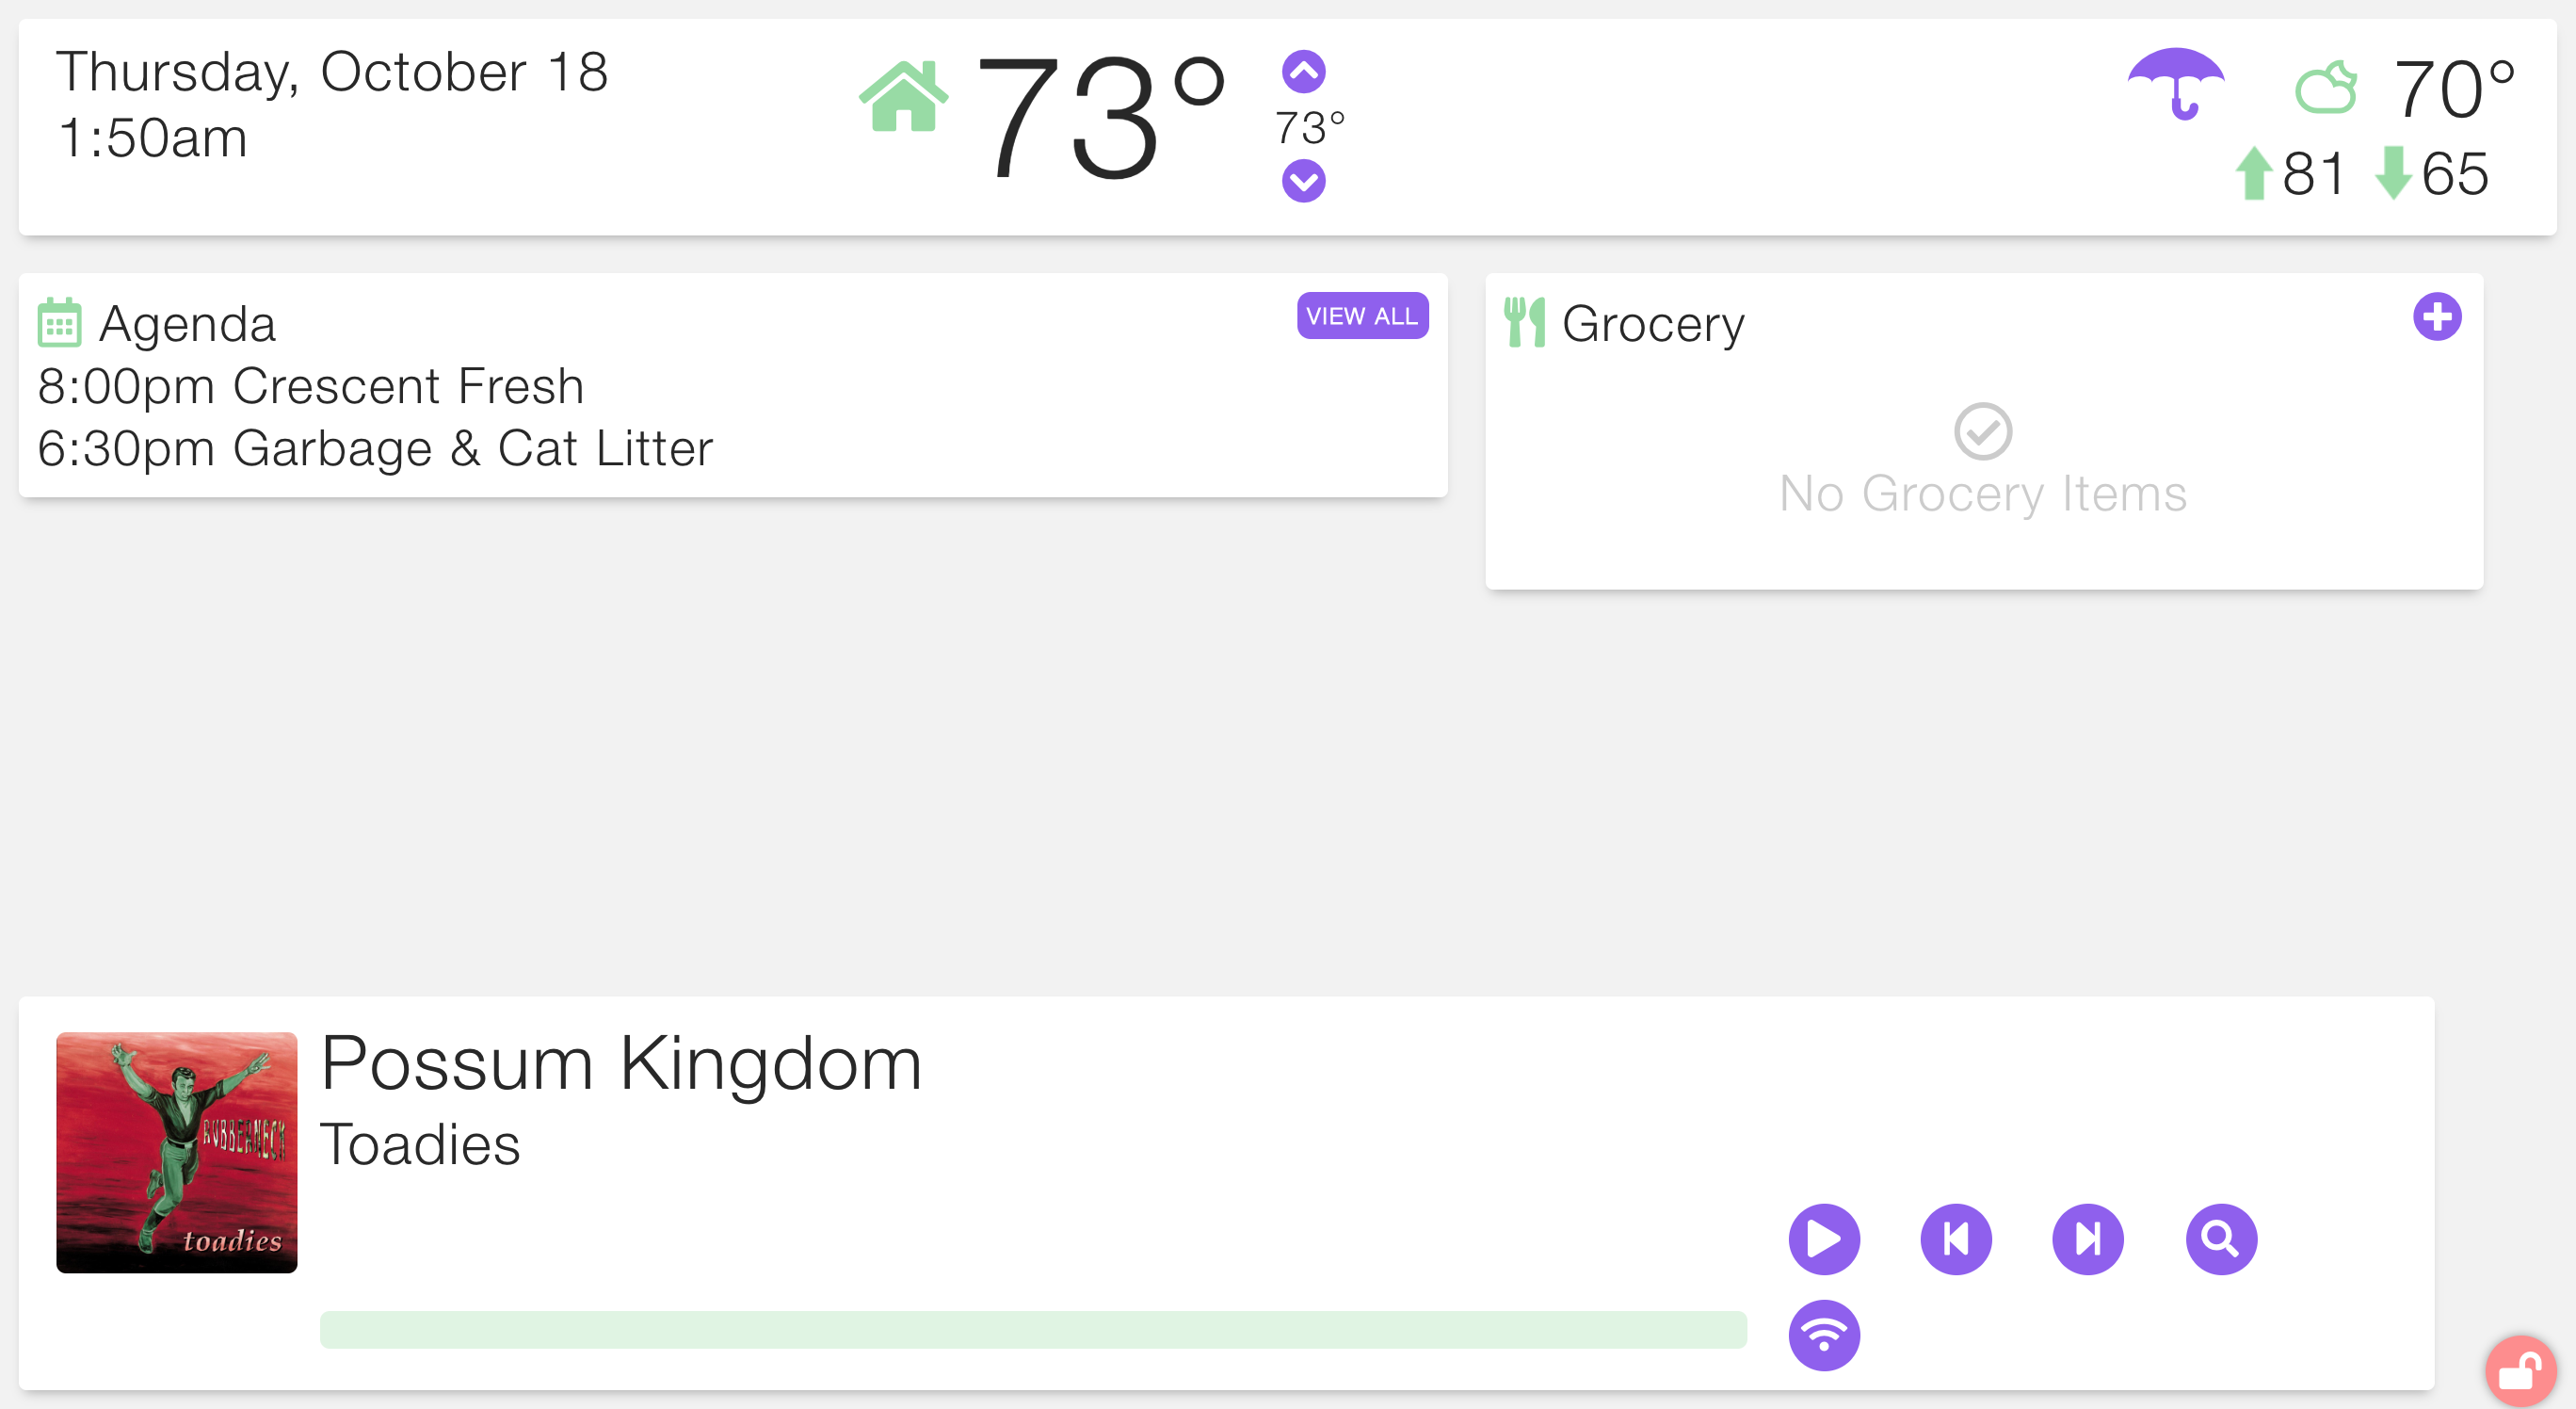 Thursday, October 18
1:50am
73°
73°
70°
81 65
Agenda
VIEW ALL
8:00pm Crescent Fresh
6:30pm Garbage & Cat Litter
Grocery
No Grocery Items
Possum Kingdom
Toadies
RUBBERNECK
toadies